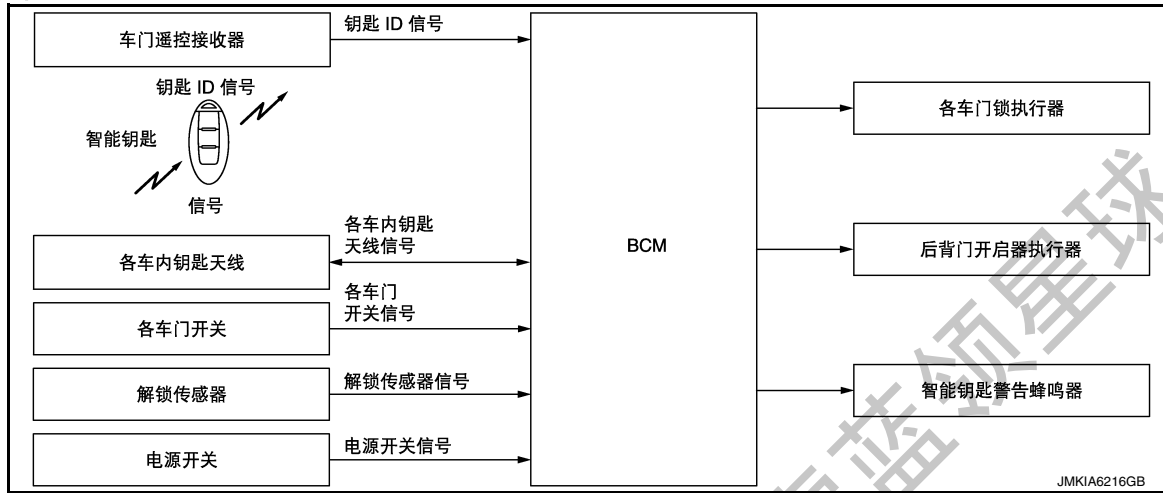 车门遥控接收器
钥匙 ID 信号
钥匙 ID 信号
智能钥匙
信号
各车内钥匙
天线信号
各车内钥匙天线
各车门
开关信号
各车门开关
解锁传感器信号
解锁传感器
电源开关信号
电源开关
BCM
各车门锁执行器
后背门开启器执行器
智能钥匙警告蜂鸣器
JMKIA6216GB
蓝领星球